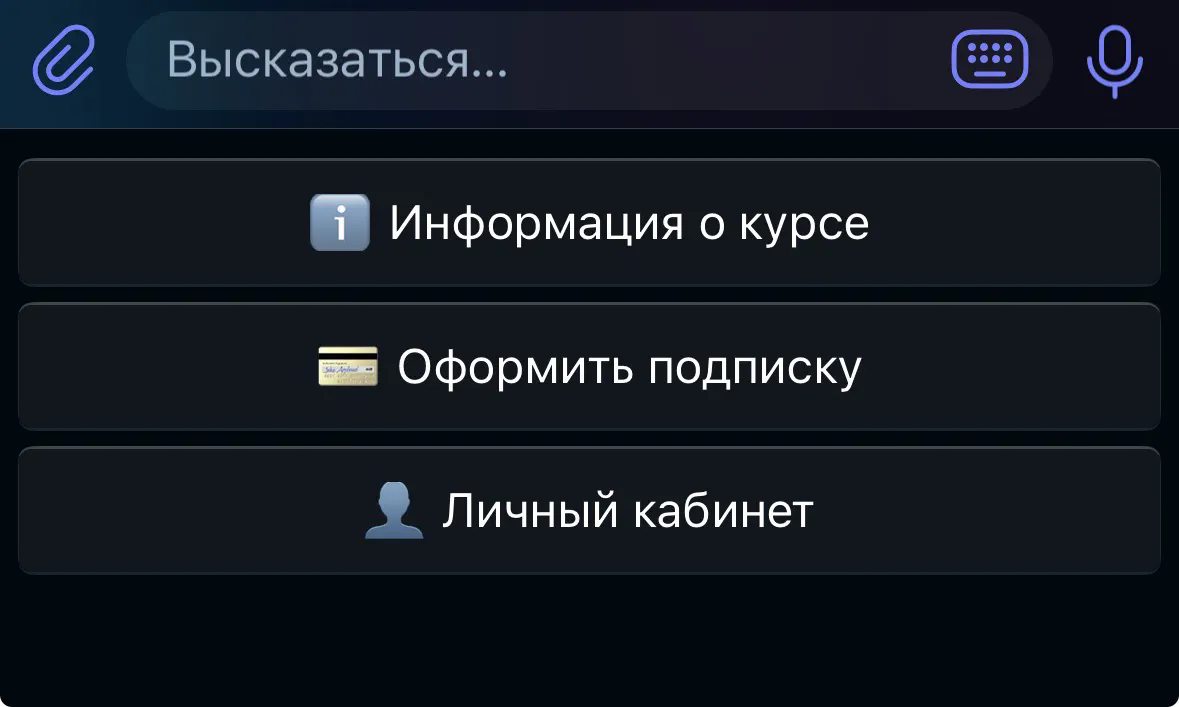 Высказаться...
Информация о курсе
Оформить подписку
Личный кабинет